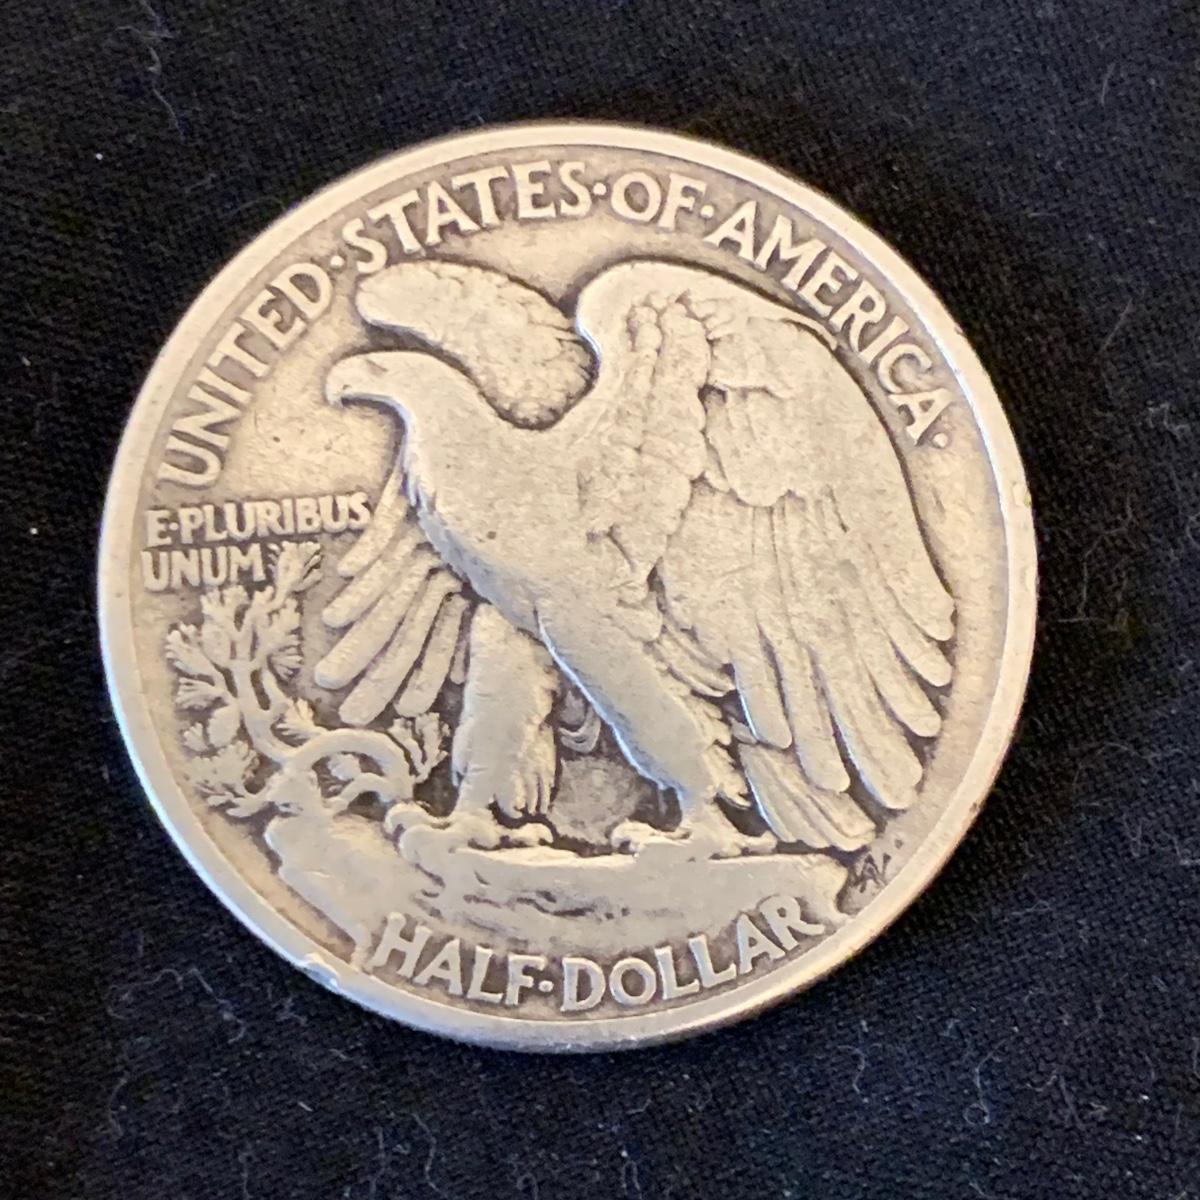 UNITED·STATES·OF·AMERICA·
E·PLURIBUS
UNUM
HALF·DOLLAR